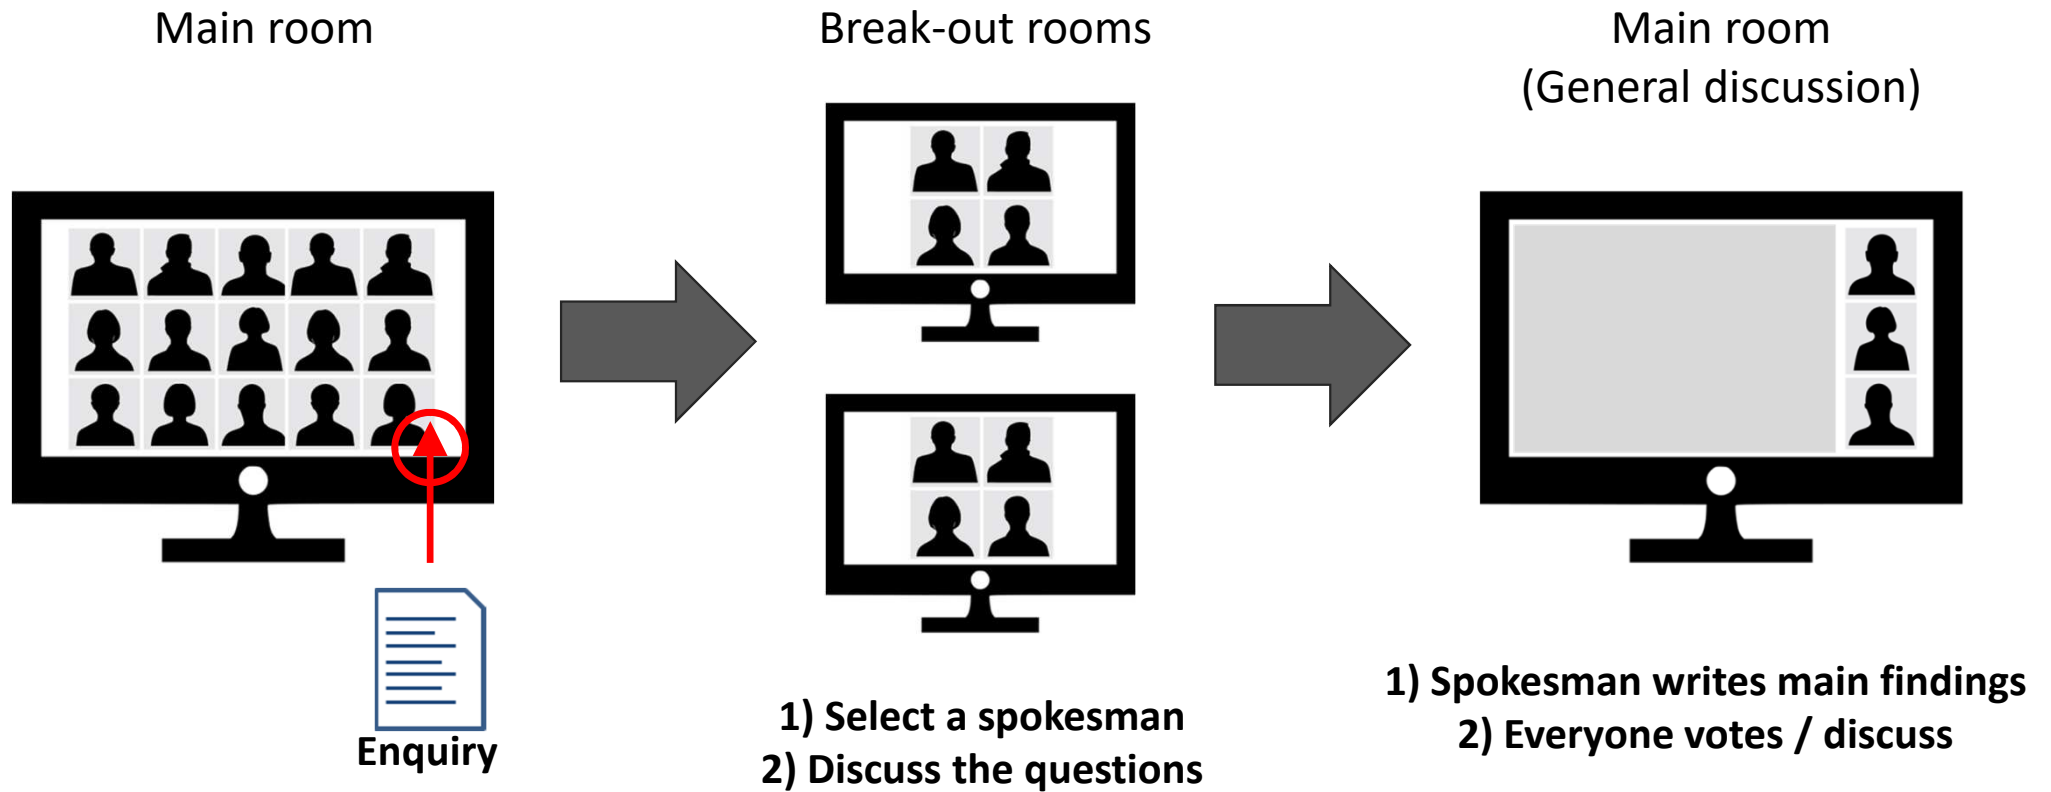 Main room
Enquiry
Break-out rooms
1) Select a spokesman
2) Discuss the questions
Main room
(General discussion)
1) Spokesman writes main findings
2) Everyone votes / discuss